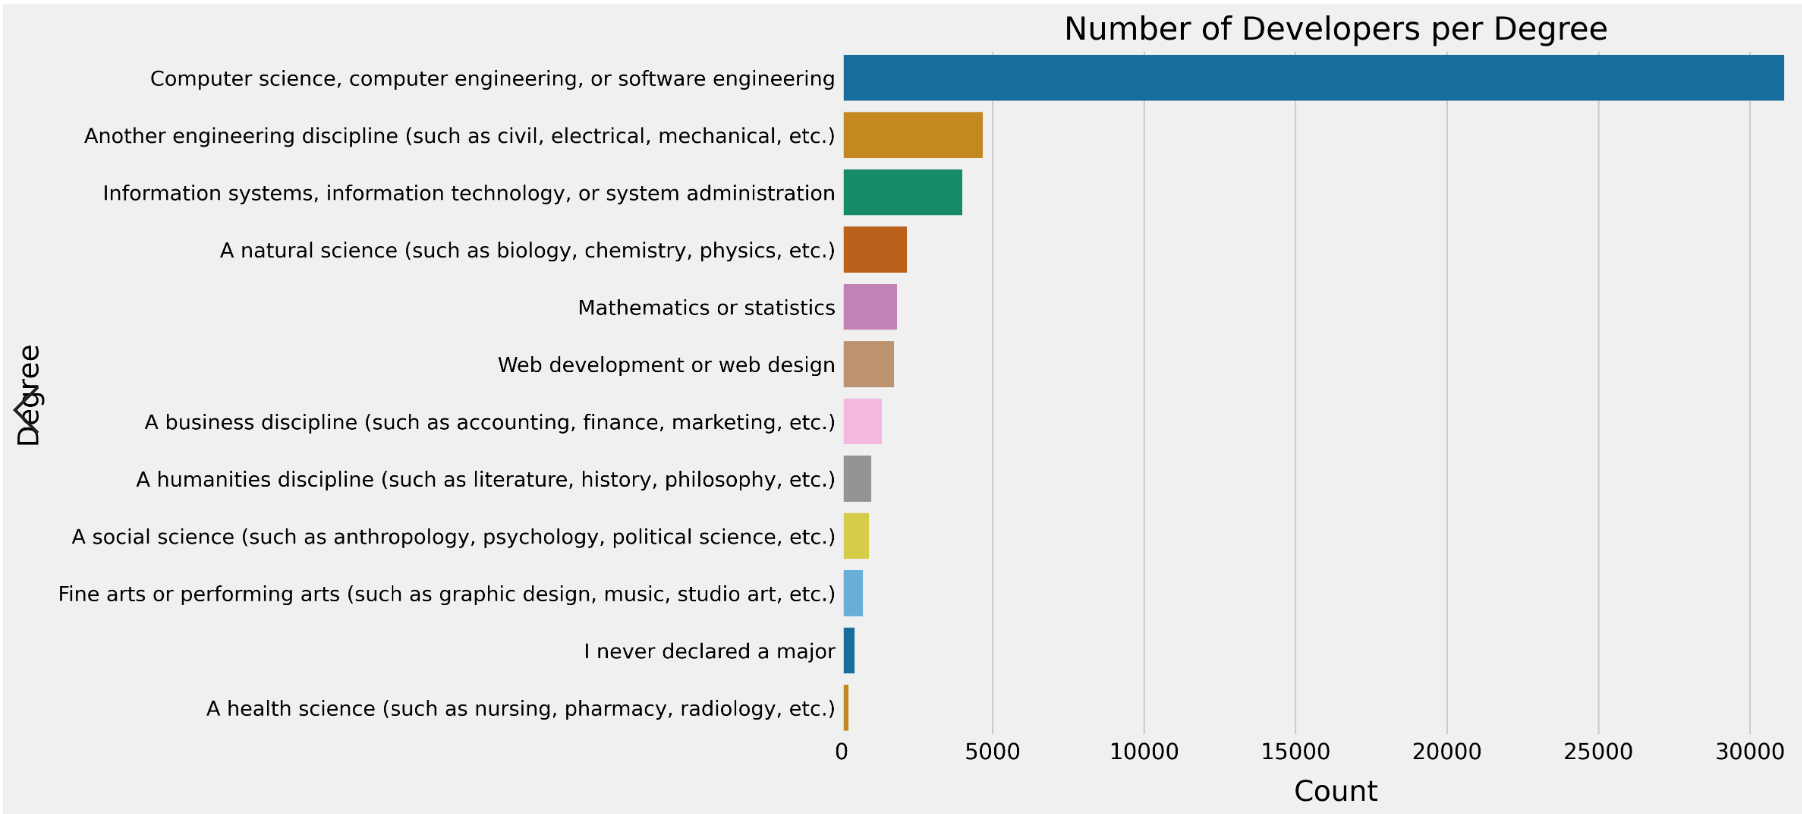 Number of Developers per Degree
Computer science, computer engineering, or software engineering
Another engineering discipline (such as civil, electrical, mechanical, etc.)
Information systems, information technology, or system administration
A natural science (such as biology, chemistry, physics, etc.)
Mathematics or statistics
Web development or web design
A business discipline (such as accounting, finance, marketing, etc.)
A humanities discipline (such as literature, history, philosophy, etc.)
A social science (such as anthropology, psychology, political science, etc.)
Fine arts or performing arts (such as graphic design, music, studio art, etc.)
I never declared a major
A health science (such as nursing, pharmacy, radiology, etc.)
Degree
0 5000 10000 15000 20000 25000 30000
Count